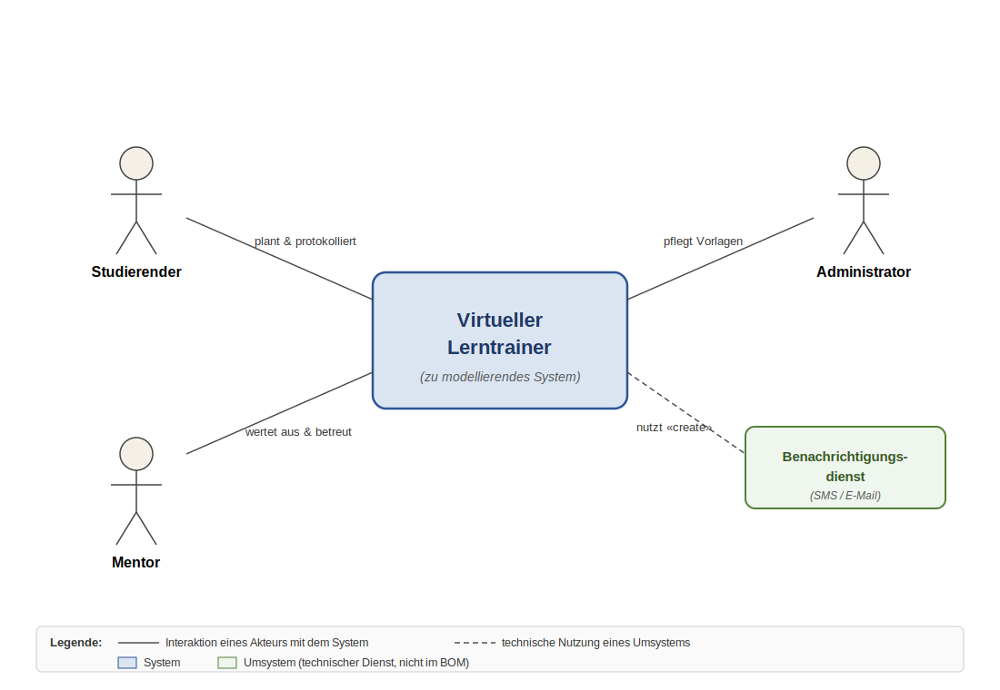 Studierender
Administrator
plant & protokolliert
pflegt Vorlagen
Virtueller
Lerntrainer
(zu modellierendes System)
wertet aus & betreut
nutzt «create»
Benachrichtigungs-
dienst
(SMS / E-Mail)
Mentor
Legende:
Interaktion eines Akteurs mit dem System
technische Nutzung eines Umsystems
System
Umsystem (technischer Dienst, nicht im BOM)